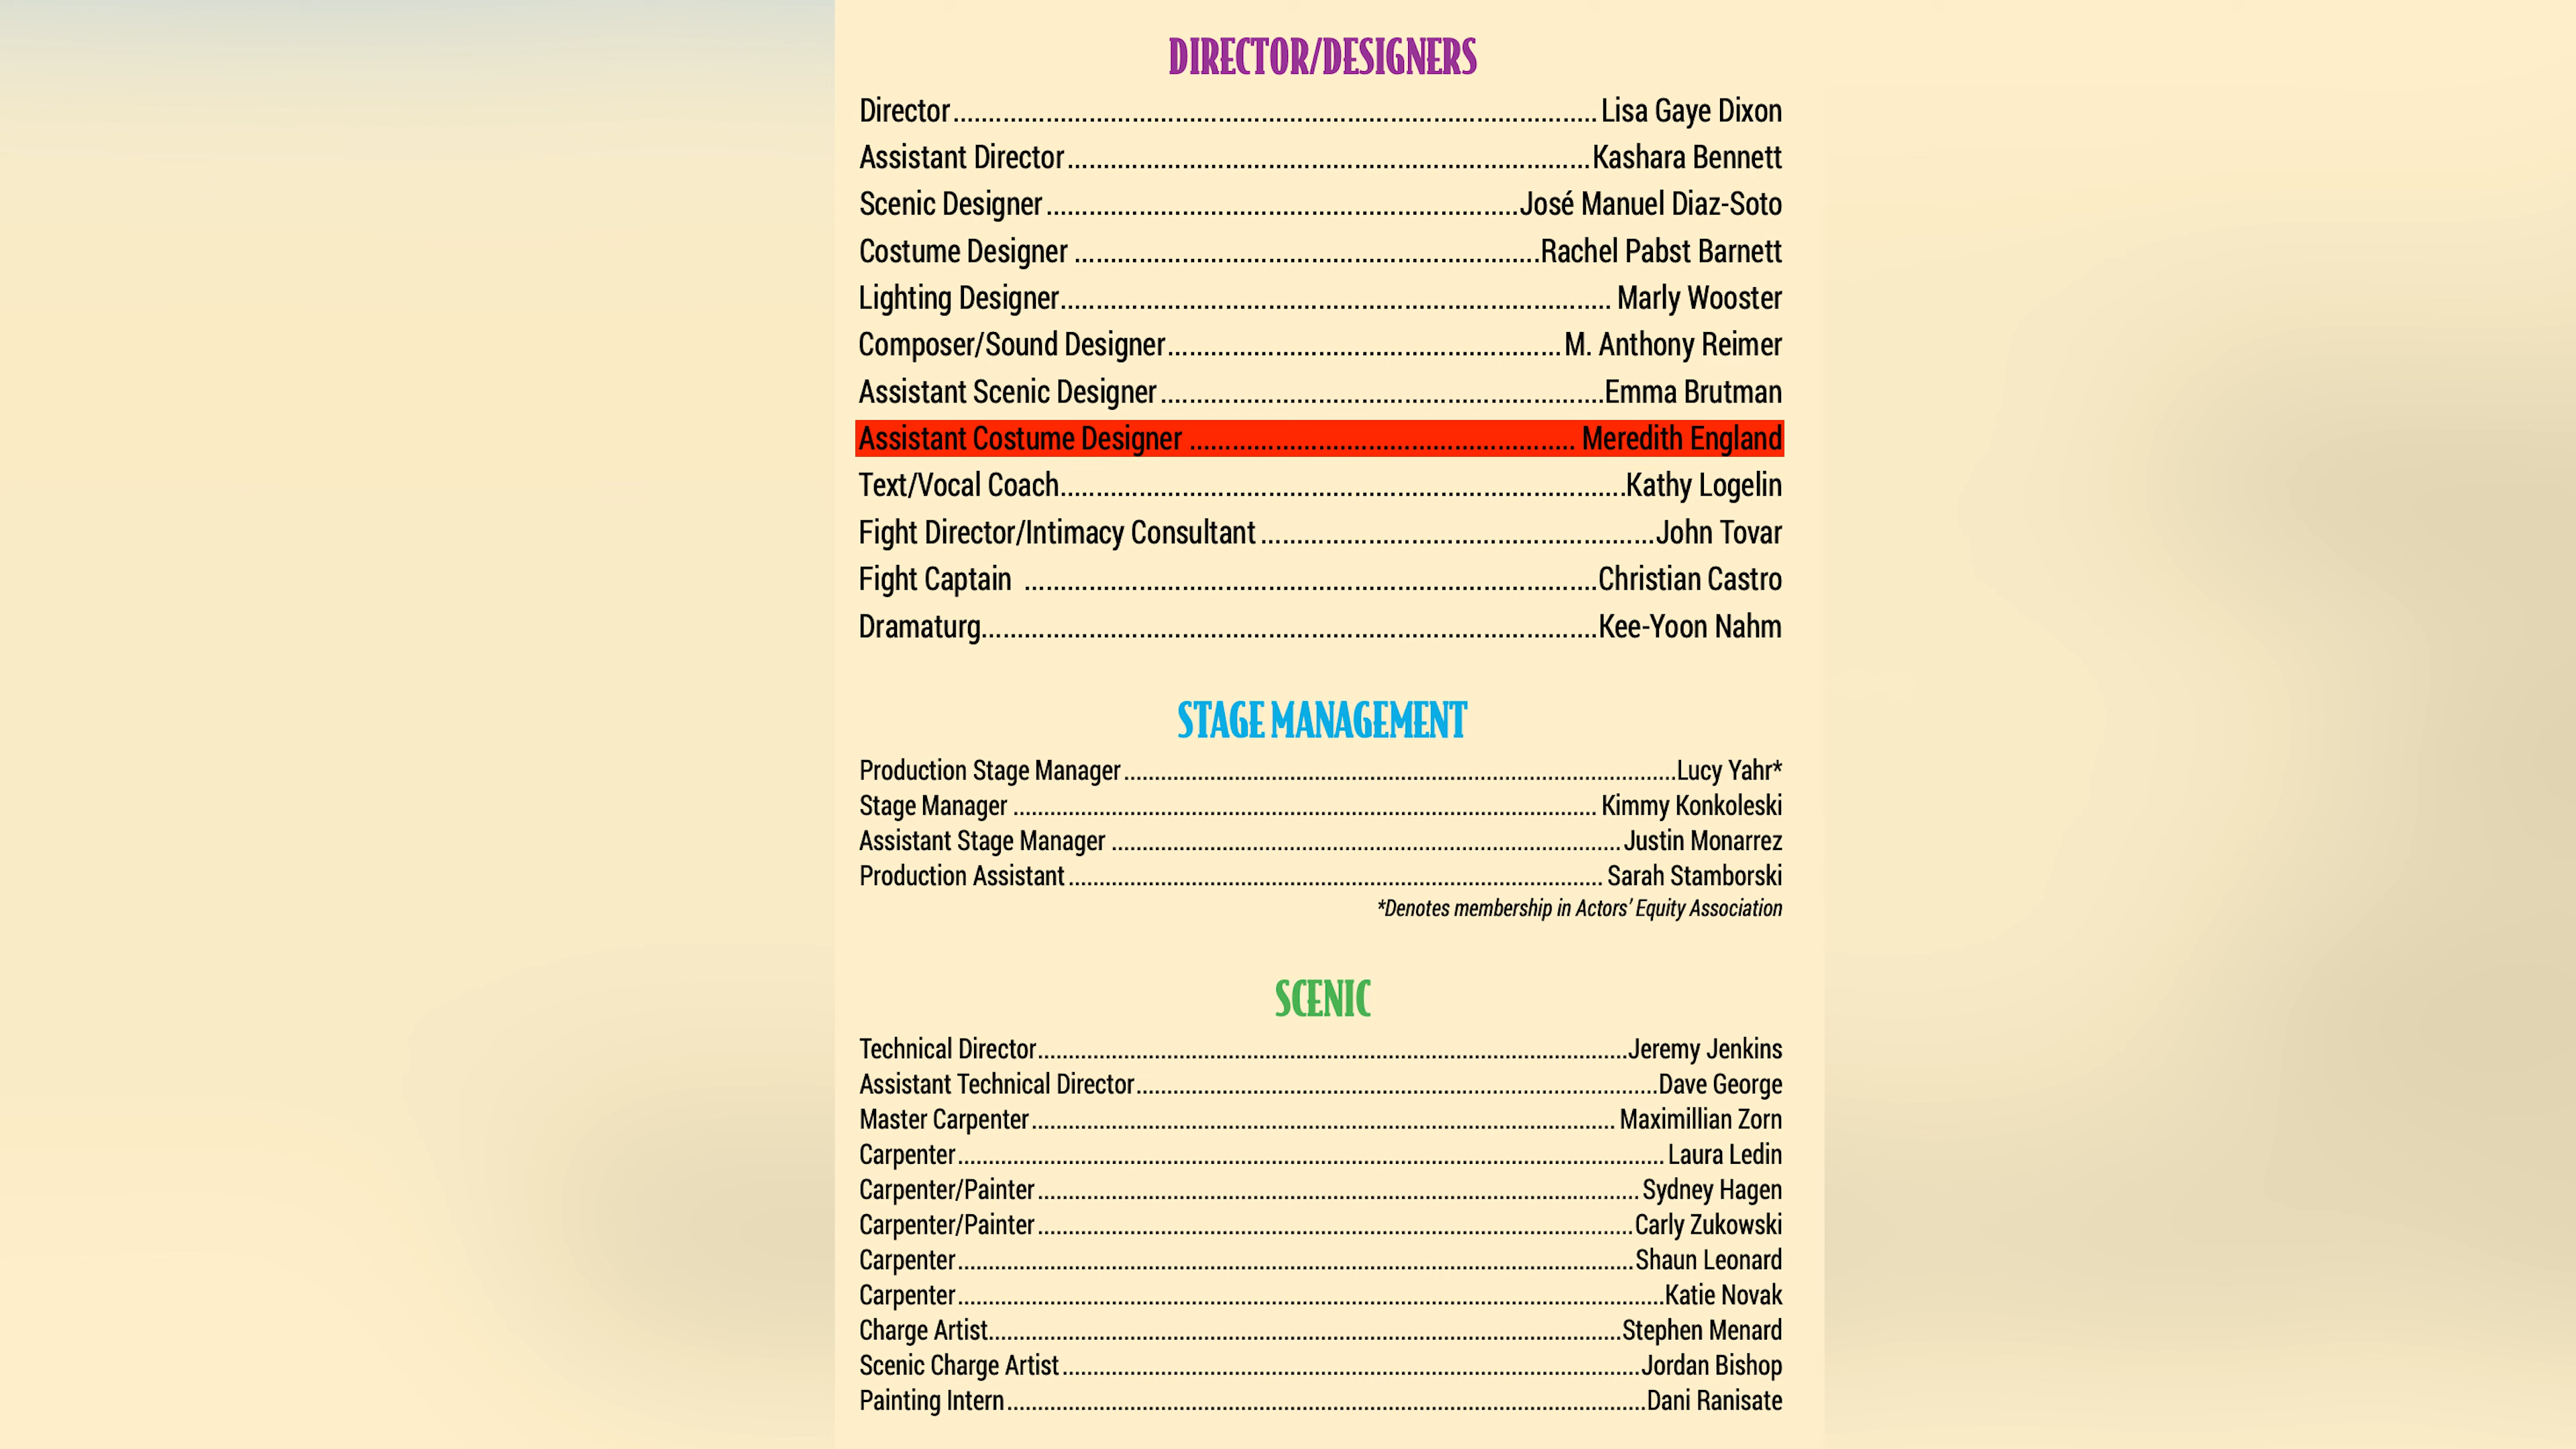 DIRECTOR/DESIGNERS
Director Lisa Gaye Dixon
Assistant Director Kashara Bennett
Scenic Designer José Manuel Diaz-Soto
Costume Designer Rachel Pabst Barnett
Lighting Designer Marly Wooster
Composer/Sound Designer M. Anthony Reimer
Assistant Scenic Designer Emma Brutman
Assistant Costume Designer Meredith England
Text/Vocal Coach Kathy Logelin
Fight Director/Intimacy Consultant John Tovar
Fight Captain Christian Castro
Dramaturg Kee-Yoon Nahm
STAGE MANAGEMENT
Production Stage Manager Lucy Yahr*
Stage Manager Kimmy Konkoleski
Assistant Stage Manager Justin Monarrez
Production Assistant Sarah Stamborski
*Denotes membership in Actors' Equity Association
SCENIC
Technical Director Jeremy Jenkins
Assistant Technical Director Dave George
Master Carpenter Maximillian Zorn
Carpenter Laura Ledin
Carpenter/Painter Sydney Hagen
Carpenter/Painter Carly Zukowski
Carpenter Shaun Leonard
Carpenter Katie Novak
Charge Artist Stephen Menard
Scenic Charge Artist Jordan Bishop
Painting Intern Dani Ranisate